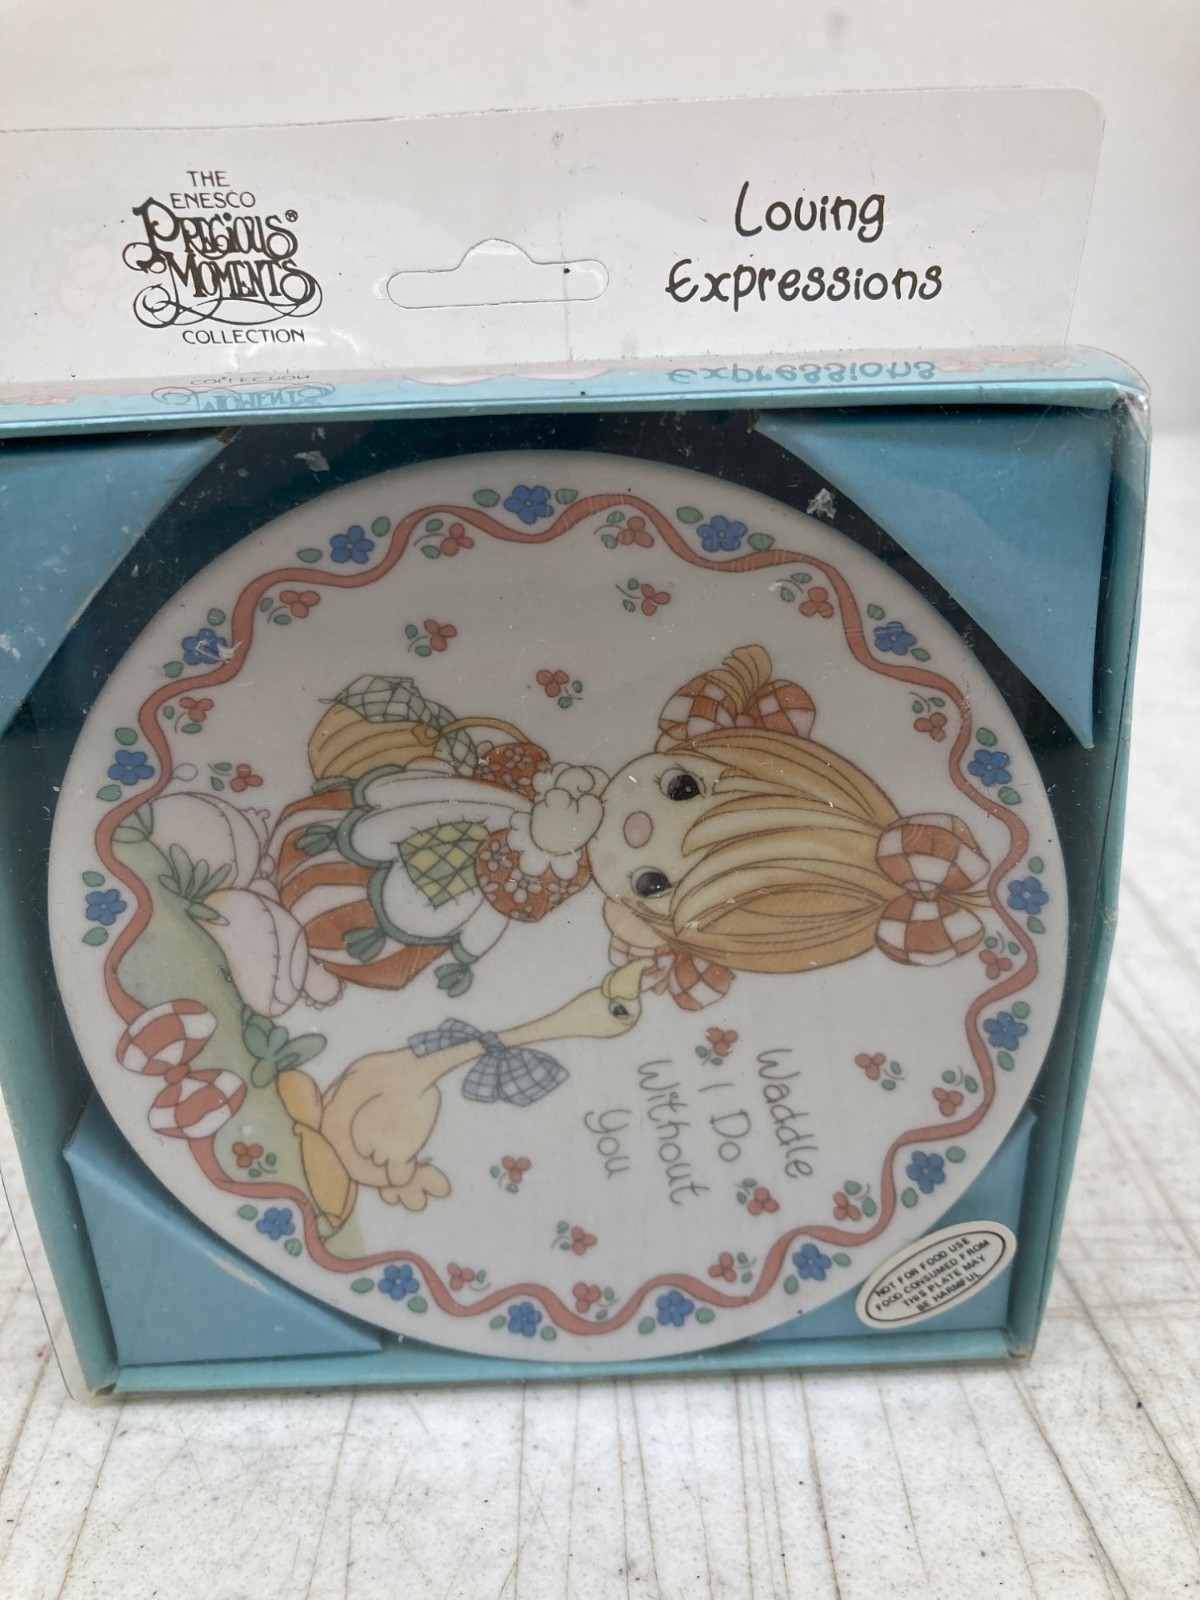 THE
ENESCO
PRECIOUS®
MOMENTS
COLLECTION
Loving
Expressions
Waddle
I Do
Without
You
NOT FOR FOOD USE
FOOD CONSUMED FROM
THIS PLATE MAY
BE HARMFUL